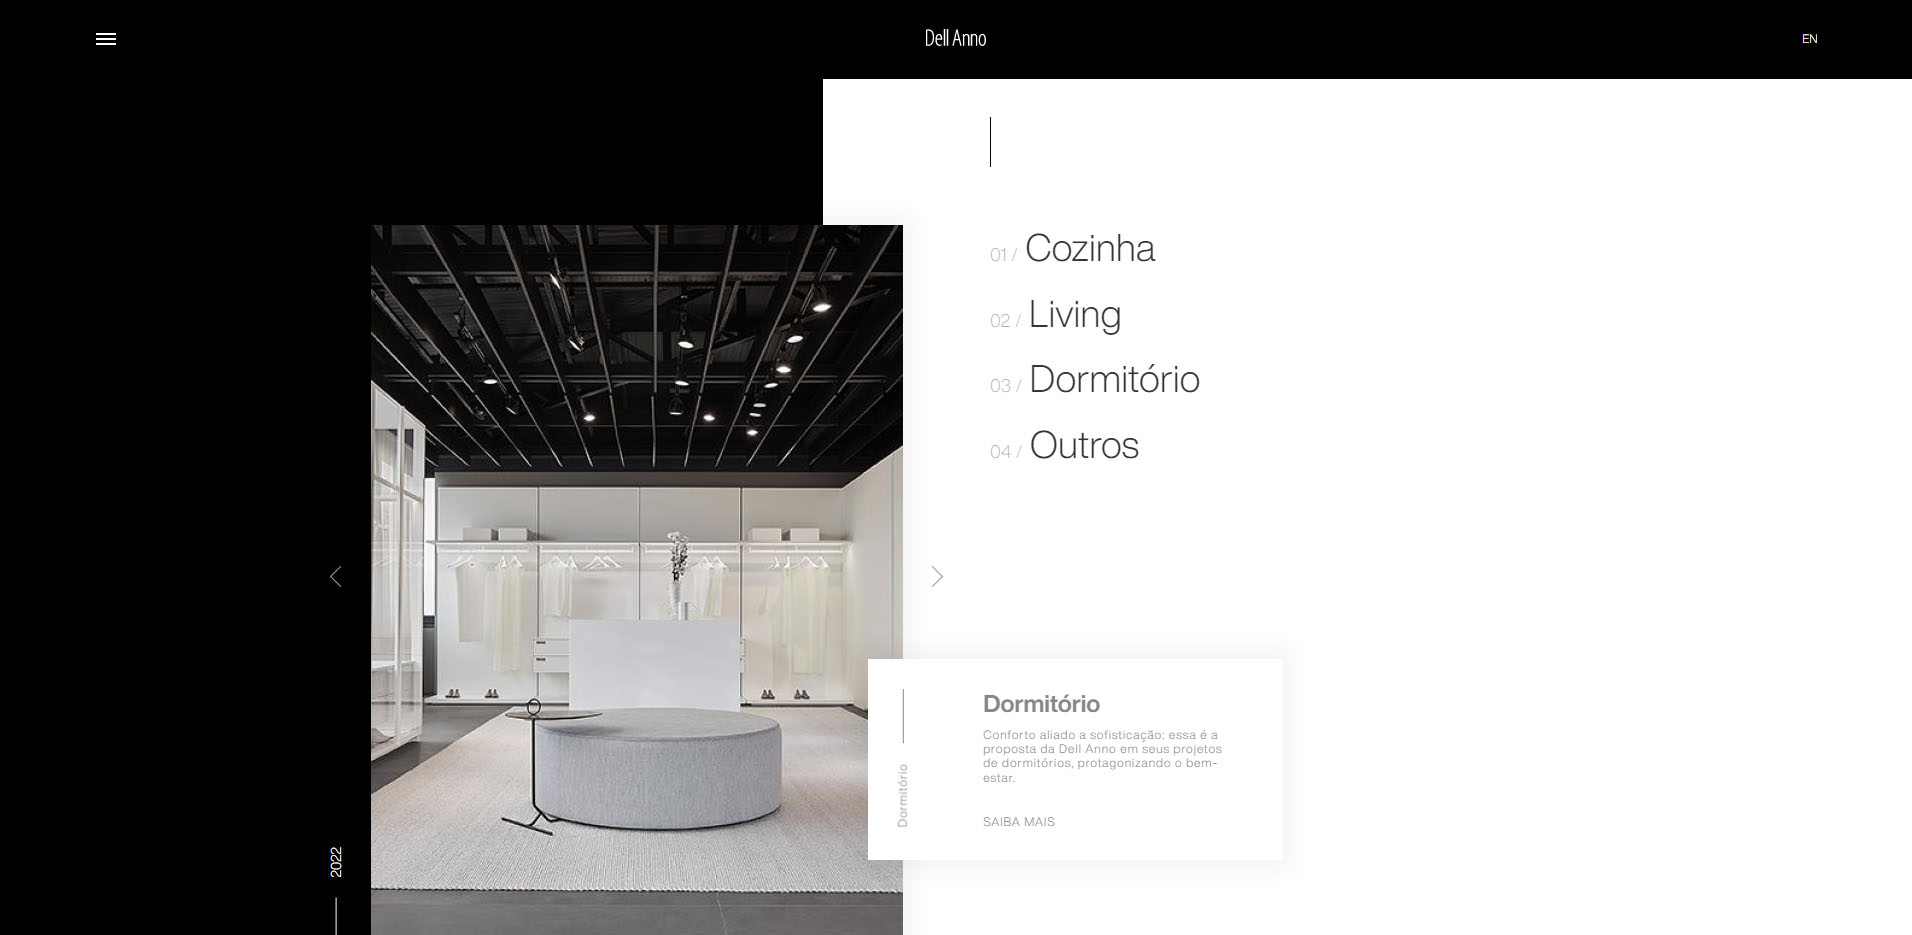 Dell Anno
EN
01 / Cozinha
02 / Living
03 / Dormitório
04 / Outros
Dormitório
Conforto aliado a sofisticação: essa é a
proposta da Dell Anno em seus projetos
de dormitórios, protagonizando o bem-
estar.
SAIBA MAIS
Dormitório
2022